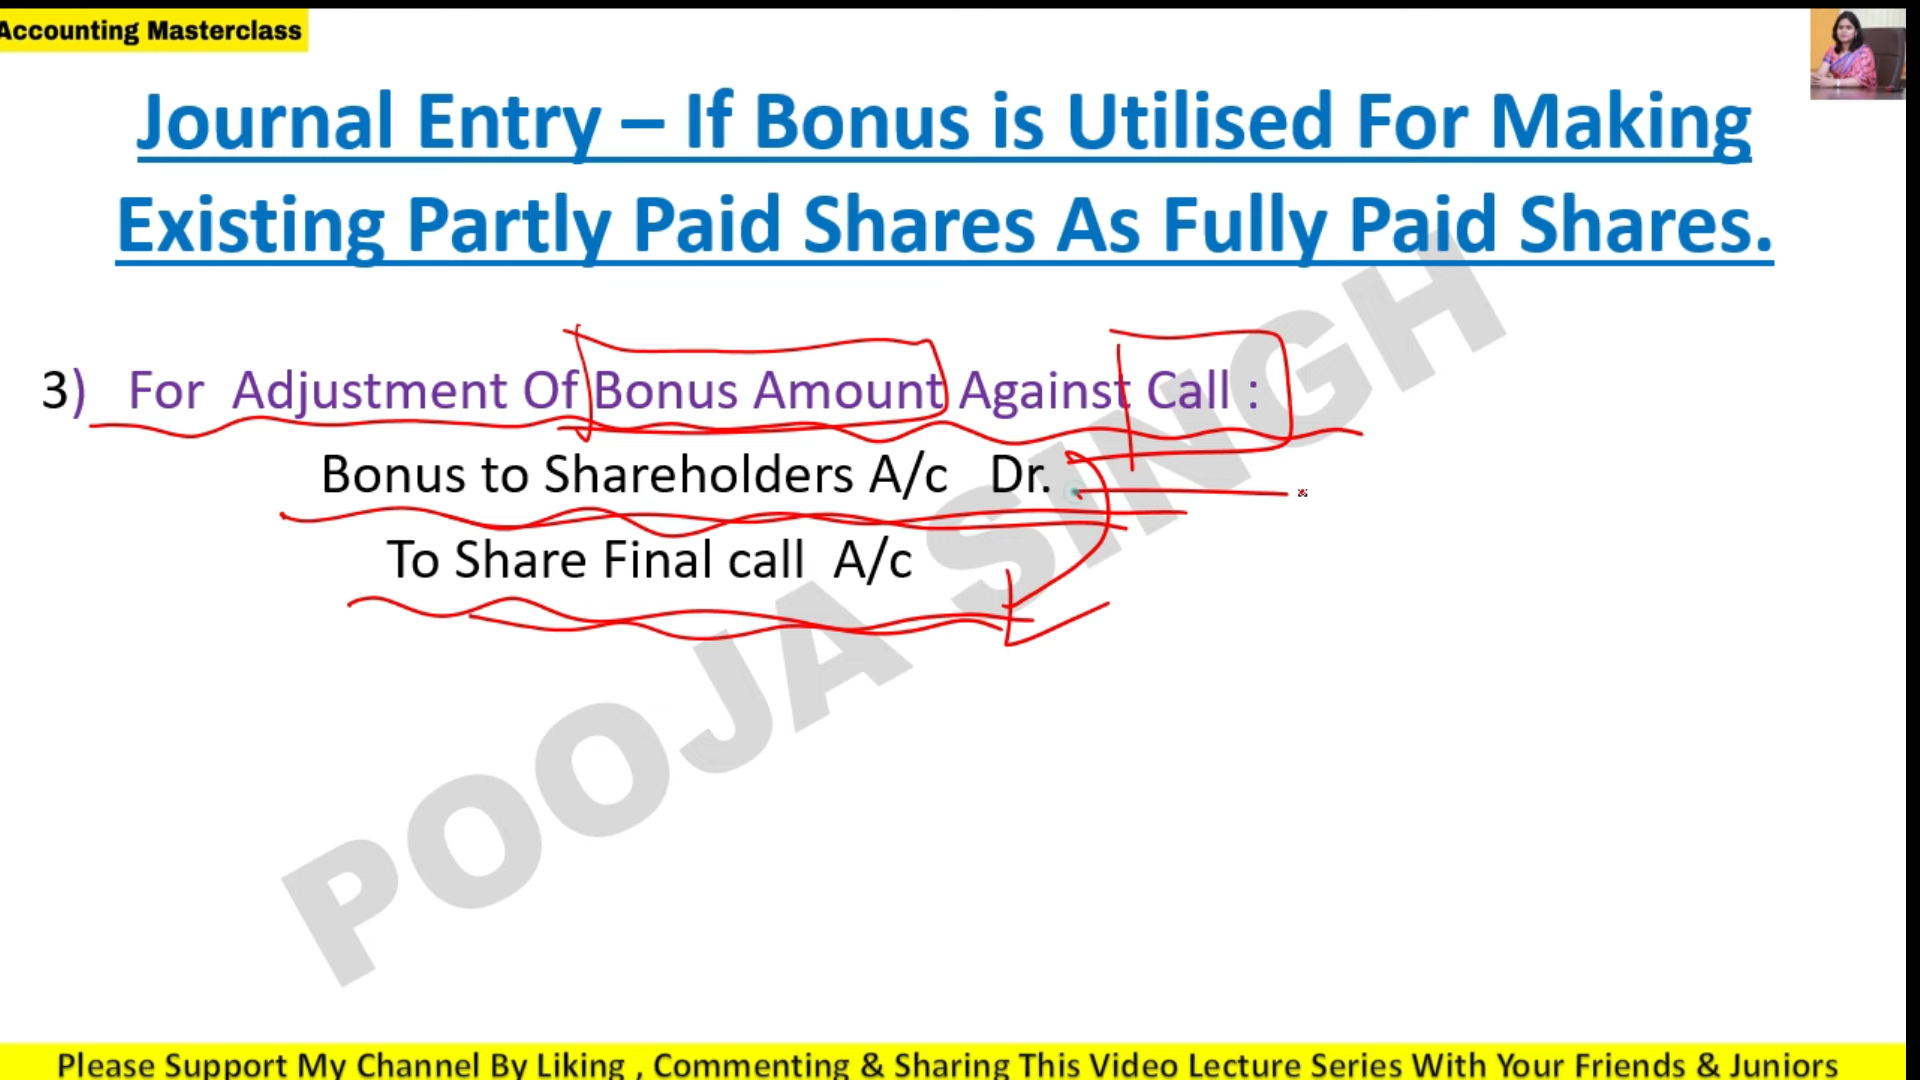 Accounting Masterclass
Journal Entry – If Bonus is Utilised For Making
Existing Partly Paid Shares As Fully Paid Shares.
3) For Adjustment Of Bonus Amount Against Call :
Bonus to Shareholders A/c Dr.
To Share Final call A/c
POOJA SINGH
Please Support My Channel By Liking , Commenting & Sharing This Video Lecture Series With Your Friends & Juniors